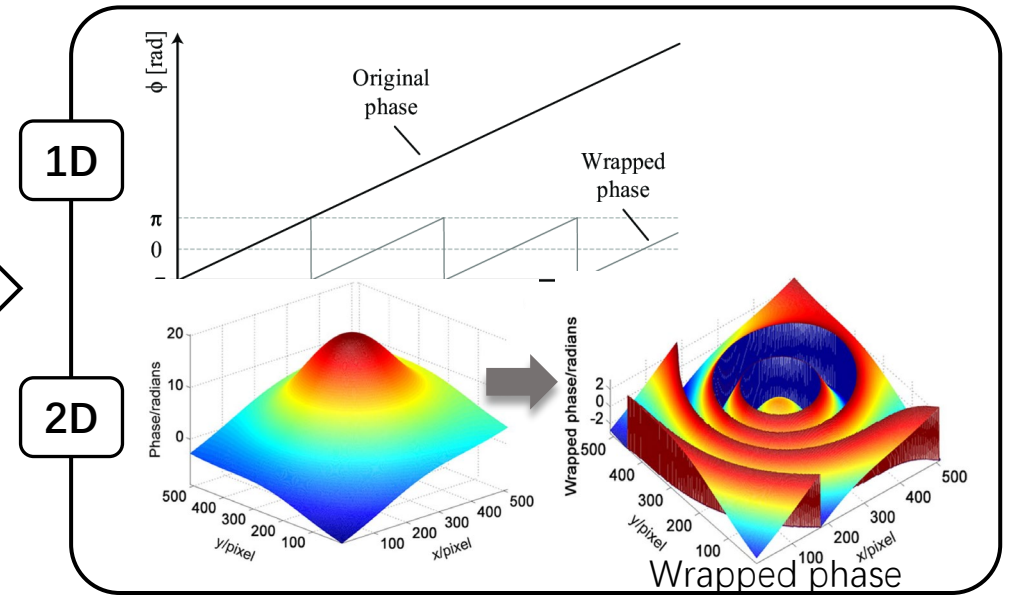 ϕ [rad]
Original
phase
1D
Wrapped
phase
π
0
Phase/radians
20
10
0
500
400
300
200
100
y/pixel
100
200
300
400
500
x/pixel
2D
Wrapped phase/radians
2
0
-2
500
400
300
200
100
y/pixel
100
200
300
400
500
x/pixel
Wrapped phase